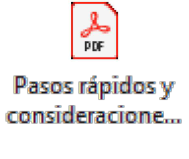 PDF
Pasos rápidos y
consideracione...